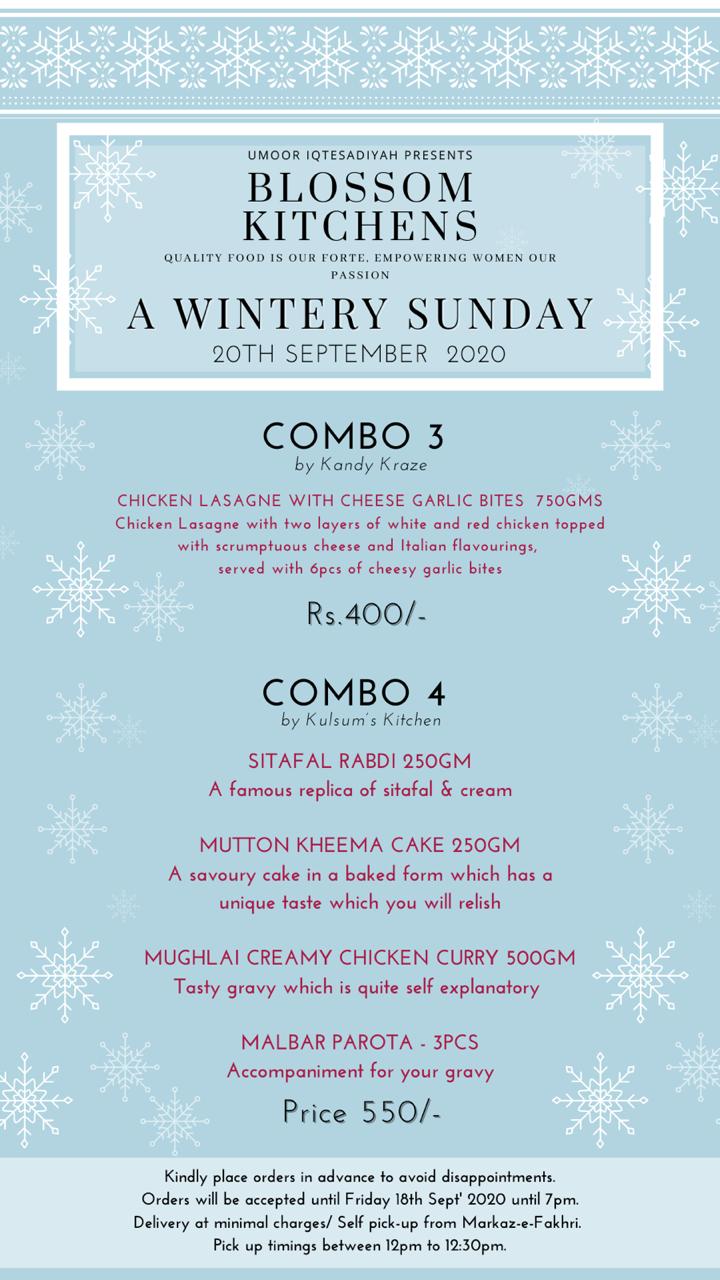 UMOOR IQTESADIYAH PRESENTS
BLOSSOM
KITCHENS
QUALITY FOOD IS OUR FORTE, EMPOWERING WOMEN OUR
PASSION
A WINTERY SUNDAY
20TH SEPTEMBER 2020
COMBO 3
by Kandy Kraze
CHICKEN LASAGNE WITH CHEESE GARLIC BITES 750GMS
Chicken Lasagne with two layers of white and red chicken topped
with scrumptuous cheese and Italian flavourings,
served with 6pcs of cheesy garlic bites
Rs.400/-
COMBO 4
by Kulsum's Kitchen
SITAFAL RABDI 250GM
A famous replica of sitafal & cream
MUTTON KHEEMA CAKE 250GM
A savoury cake in a baked form which has a
unique taste which you will relish
MUGHLAI CREAMY CHICKEN CURRY 500GM
Tasty gravy which is quite self explanatory
MALBAR PAROTA - 3PCS
Accompaniment for your gravy
Price 550/-
Kindly place orders in advance to avoid disappointments.
Orders will be accepted until Friday 18th Sept' 2020 until 7pm.
Delivery at minimal charges/ Self pick-up from Markaz-e-Fakhri.
Pick up timings between 12pm to 12:30pm.